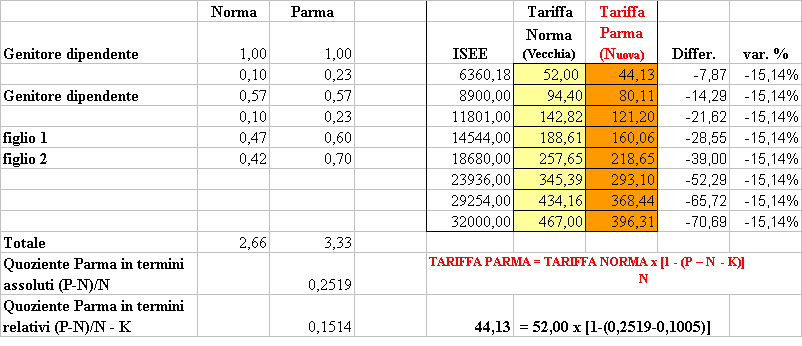 Norma Parma Tariffa Tariffa
Norma Parma
Genitore dipendente 1,00 1,00 ISEE (Vecchia) (Nuova) Differ. var. %
0,10 0,23 6360,18 52,00 44,13 -7,87 -15,14%
Genitore dipendente 0,57 0,57 8900,00 94,40 80,11 -14,29 -15,14%
0,10 0,23 11801,00 142,82 121,20 -21,62 -15,14%
figlio 1 0,47 0,60 14544,00 188,61 160,06 -28,55 -15,14%
figlio 2 0,42 0,70 18680,00 257,65 218,65 -39,00 -15,14%
23936,00 345,39 293,10 -52,29 -15,14%
29254,00 434,16 368,44 -65,72 -15,14%
32000,00 467,00 396,31 -70,69 -15,14%
Totale 2,66 3,33
Quoziente Parma in termini
assoluti (P-N)/N 0,2519
TARIFFA PARMA = TARIFFA NORMA x [1 - (P – N - K)]
N
Quoziente Parma in termini
relativi (P-N)/N - K 0,1514 44,13 = 52,00 x [1-(0,2519-0,1005)]